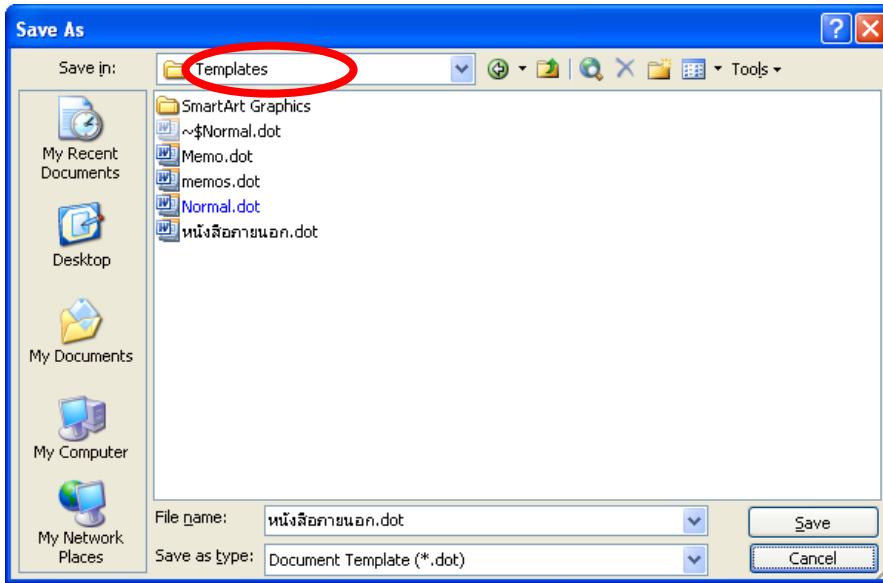 Save As
Save in:
Templates
Tools
My Recent
Documents
Desktop
My Documents
My Computer
My Network
Places
SmartArt Graphics
~$Normal.dot
Memo.dot
memos.dot
Normal.dot
หนังสือภายนอก.dot
File name:
หนังสือภายนอก.dot
Save
Save as type:
Document Template (*.dot)
Cancel